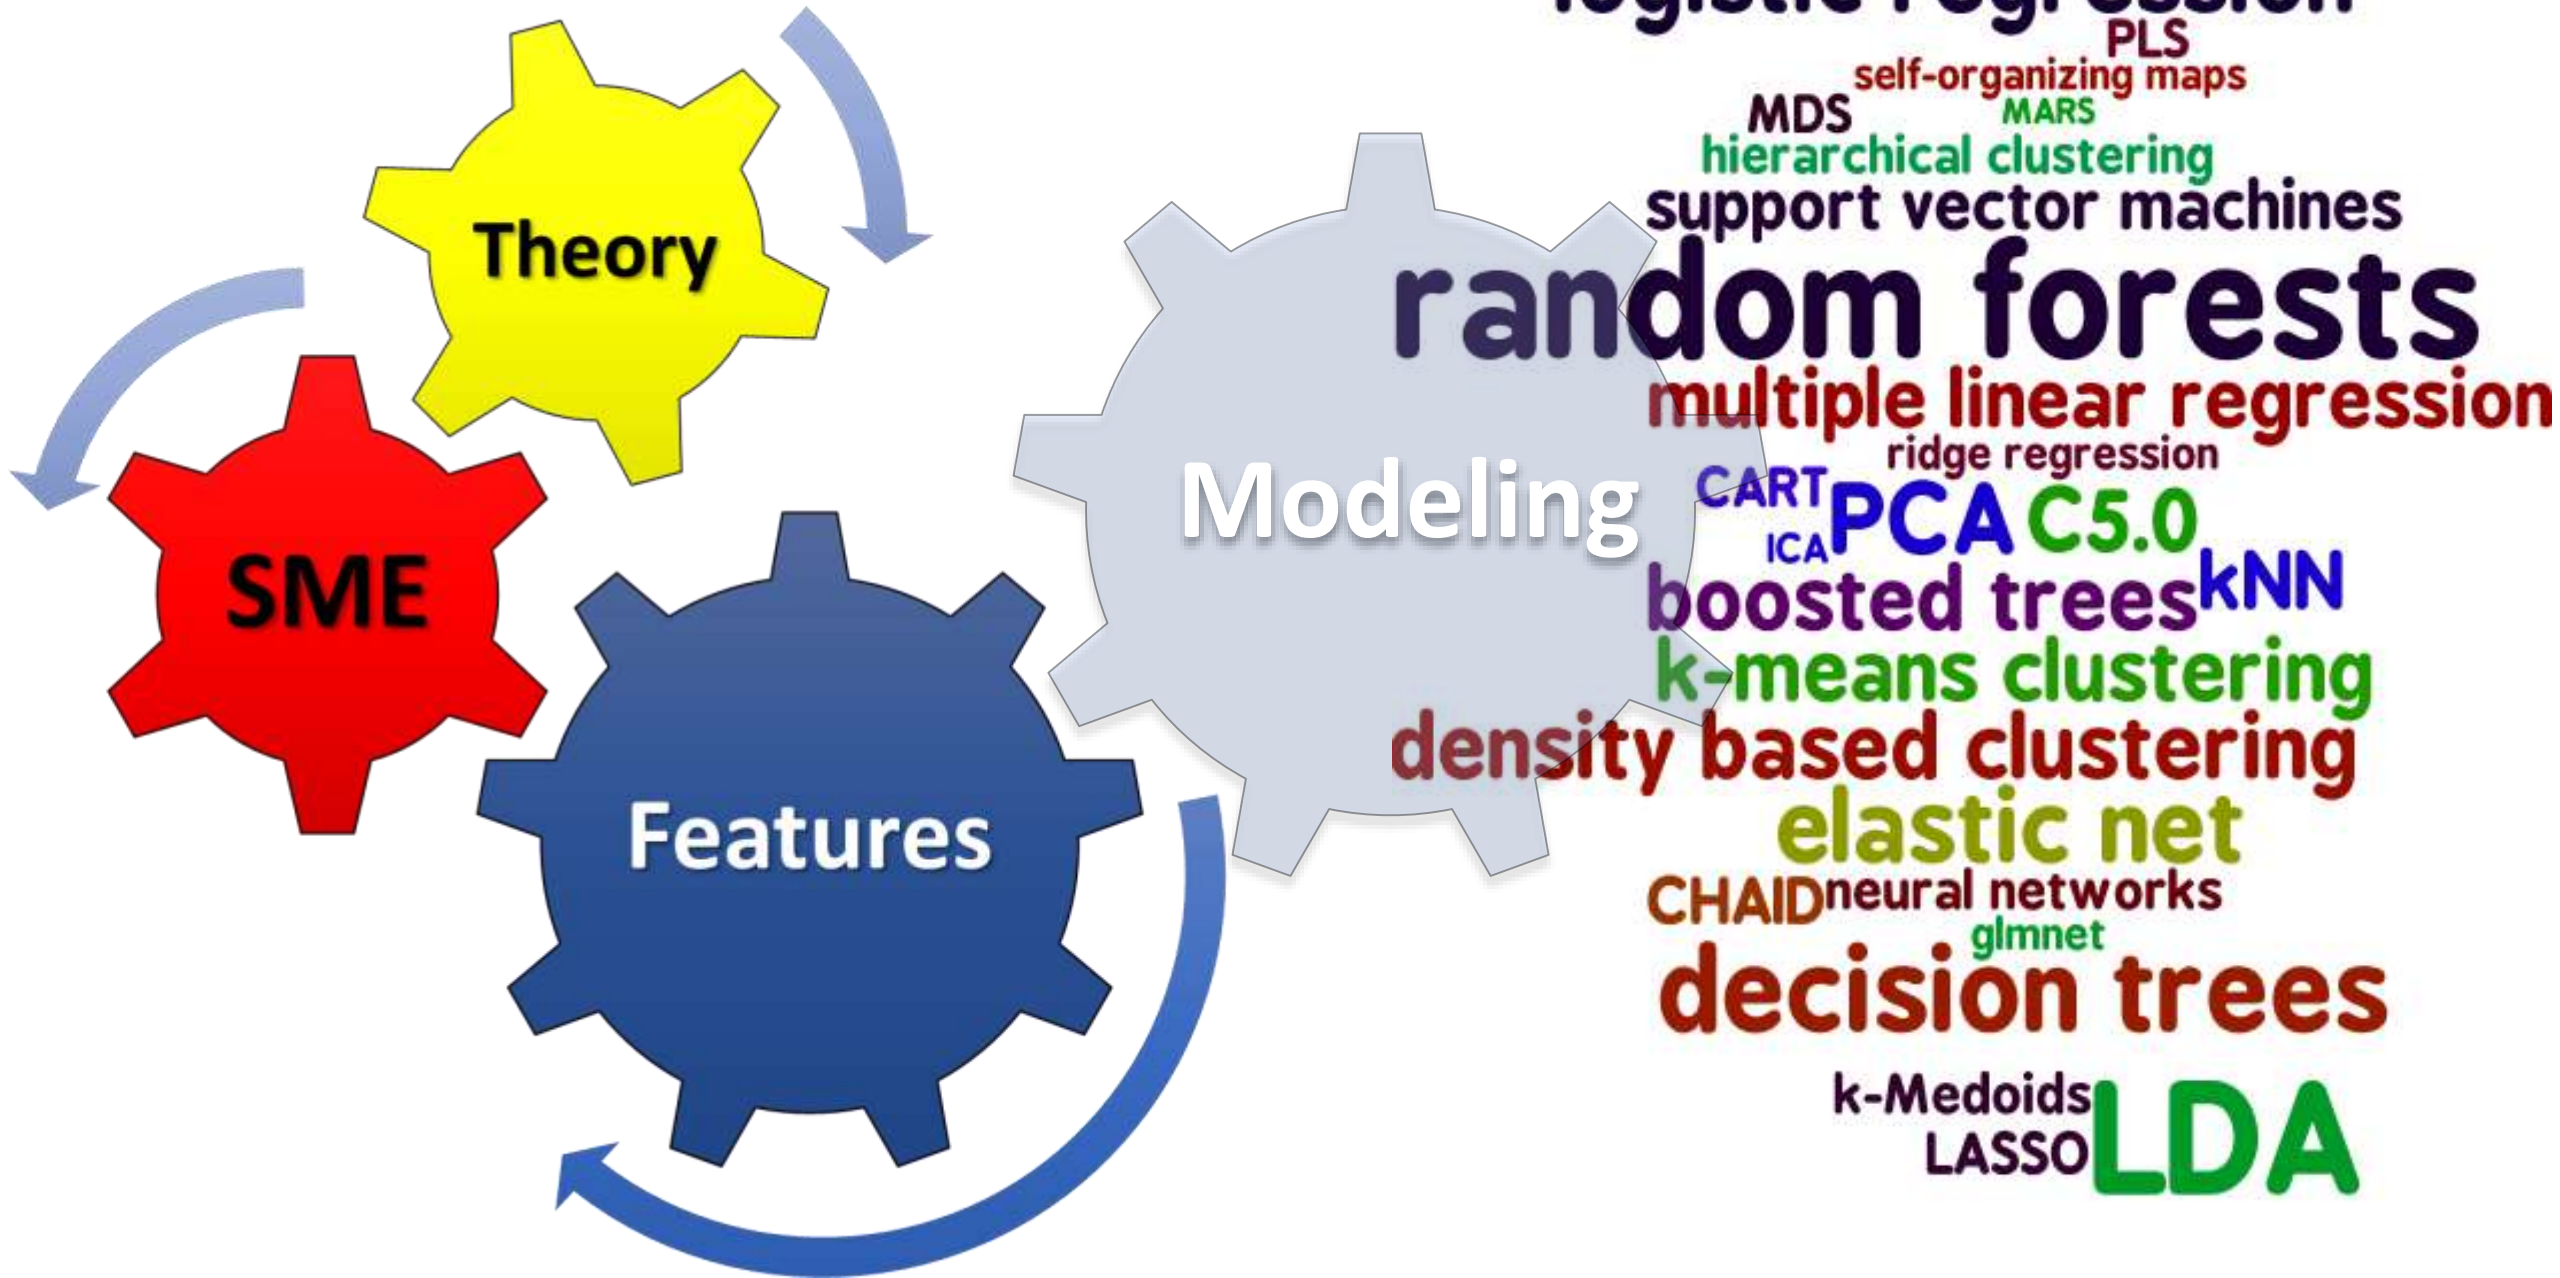 Theory
SME
Features
Modeling
logistic regression
PLS
self-organizing maps
MDS
MARS
hierarchical clustering
support vector machines
random forests
multiple linear regression
ridge regression
CART
PCA
C5.0
ICA
kNN
boosted trees
k-means clustering
density based clustering
elastic net
CHAID
neural networks
glmnet
decision trees
k-Medoids
LASSO
LDA